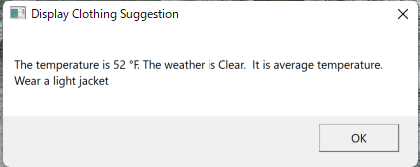 Display Clothing Suggestion
The temperature is 52 °F. The weather is Clear.  It is average temperature.
Wear a light jacket
OK